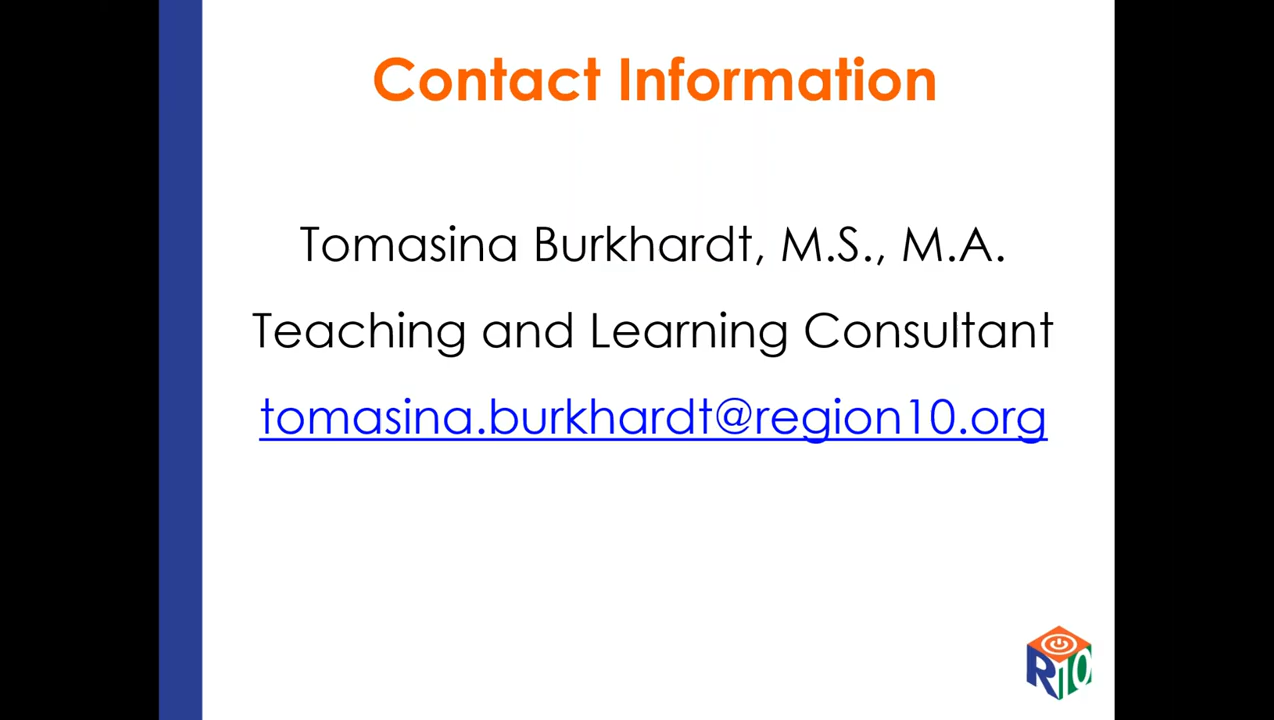 Contact Information
Tomasina Burkhardt, M.S., M.A.
Teaching and Learning Consultant
tomasina.burkhardt@region10.org
R10